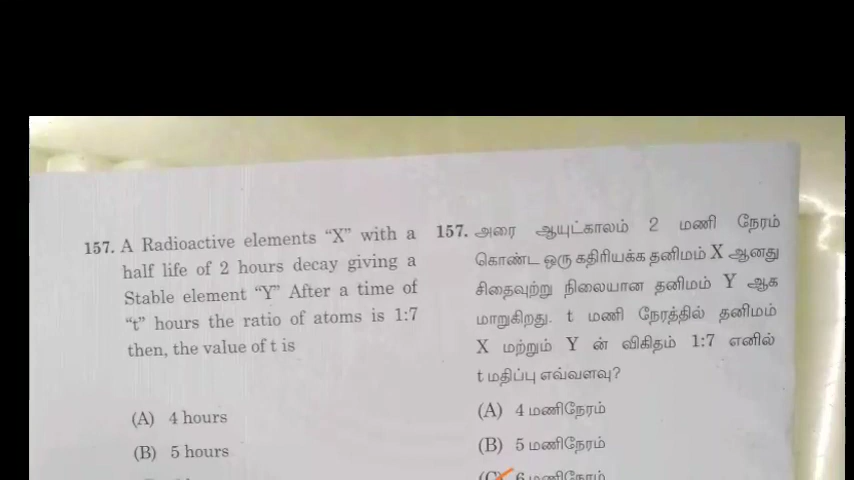 157. A Radioactive elements “X” with a
half life of 2 hours decay giving a
Stable element “Y” After a time of
“t” hours the ratio of atoms is 1:7
then, the value of t is
(A) 4 hours
(B) 5 hours
157. அரை ஆயுட்காலம் 2 மணி நேரம்
கொண்ட ஒரு கதிரியக்க தனிமம் X ஆனது
சிதைவுற்று நிலையான தனிமம் Y ஆக
மாறுகிறது. t மணி நேரத்தில் தனிமம்
X மற்றும் Y ன் விகிதம் 1:7 எனில்
t மதிப்பு எவ்வளவு?
(A) 4 மணிநேரம்
(B) 5 மணிநேரம்
(C) 6 மணிநேரம்